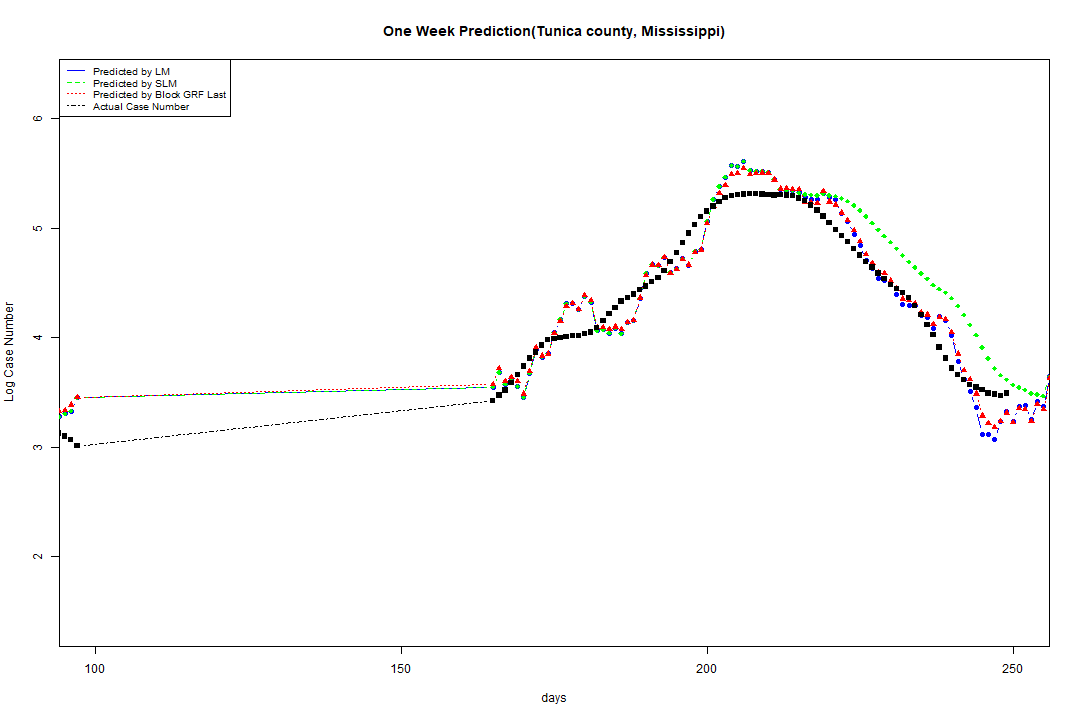 One Week Prediction(Tunica county, Mississippi)
Predicted by LM
Predicted by SLM
Predicted by Block GRF Last
Actual Case Number
Log Case Number
6
5
4
3
2
100 150 200 250
days